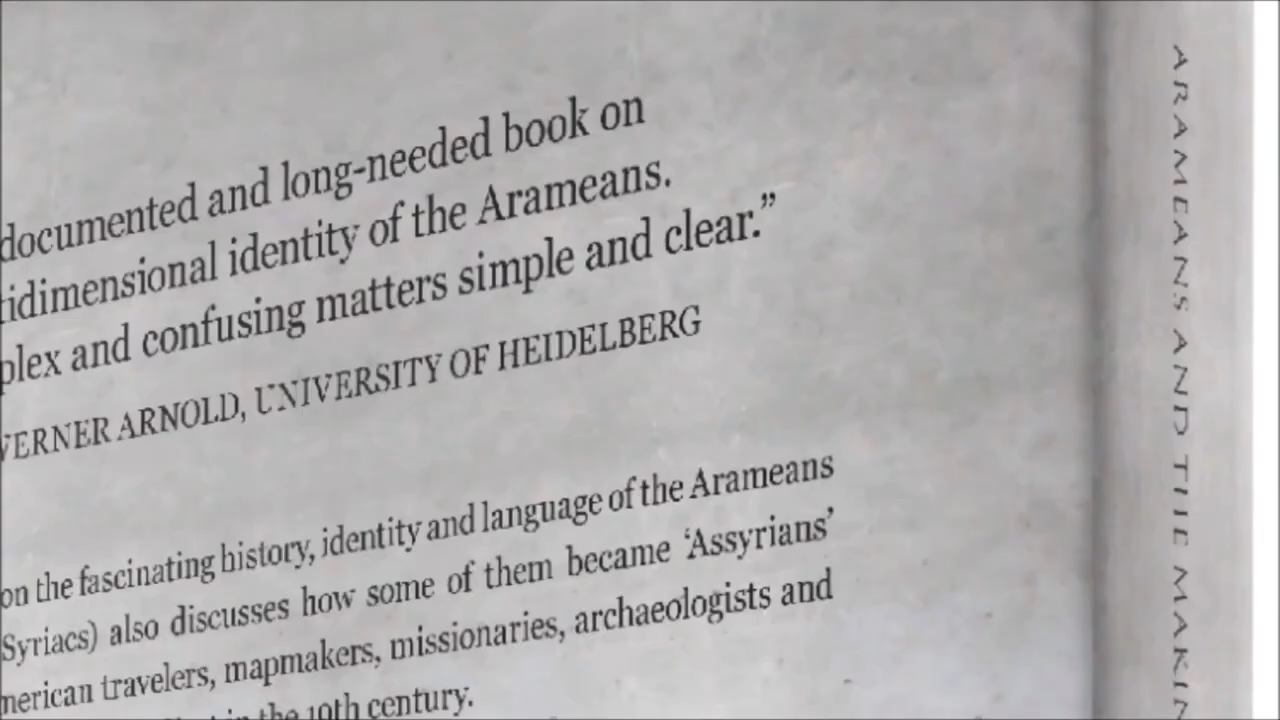 documented and long-needed book on
tidimensional identity of the Arameans.
plex and confusing matters simple and clear.”
VERNER ARNOLD, UNIVERSITY OF HEIDELBERG
on the fascinating history, identity and language of the Arameans
Syriacs) also discusses how some of them became ‘Assyrians’
merican travelers, mapmakers, missionaries, archaeologists and
in the 19th century.
ARAMEANS AND THE MAKIN